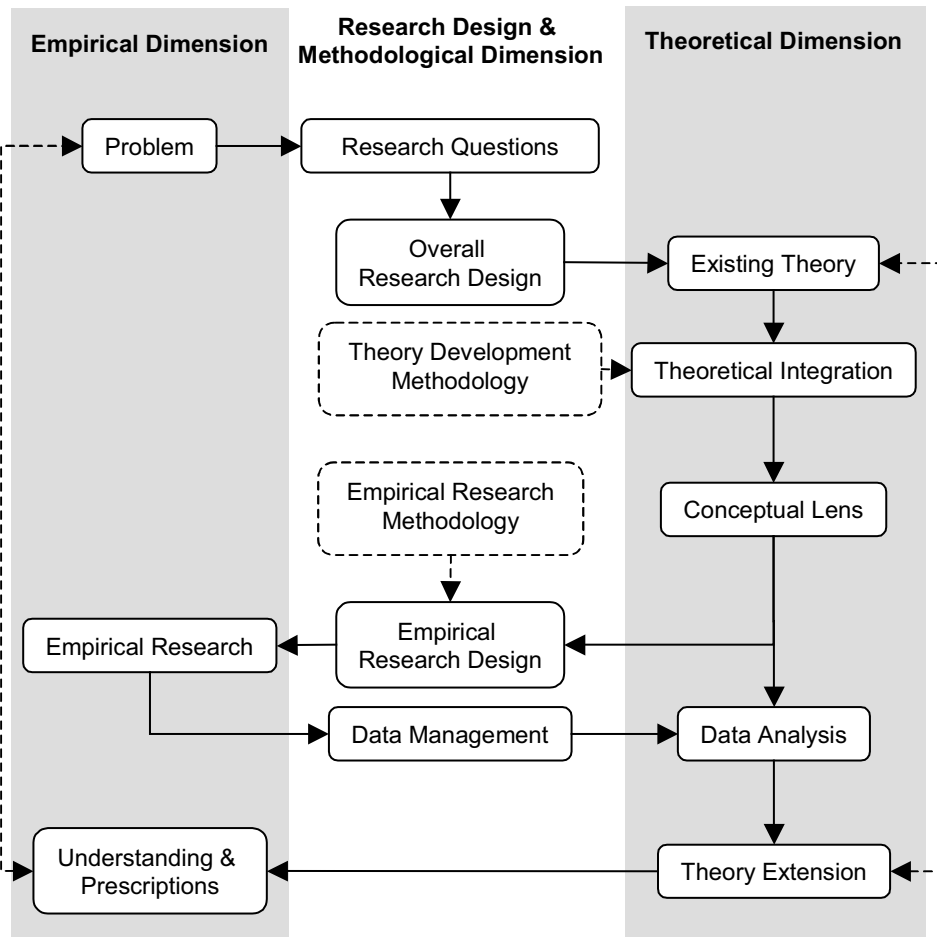 Empirical Dimension
Research Design &
Methodological Dimension
Theoretical Dimension
Problem
Research Questions
Overall
Research Design
Existing Theory
Theory Development
Methodology
Theoretical Integration
Empirical Research
Methodology
Conceptual Lens
Empirical Research
Empirical
Research Design
Data Management
Data Analysis
Understanding &
Prescriptions
Theory Extension